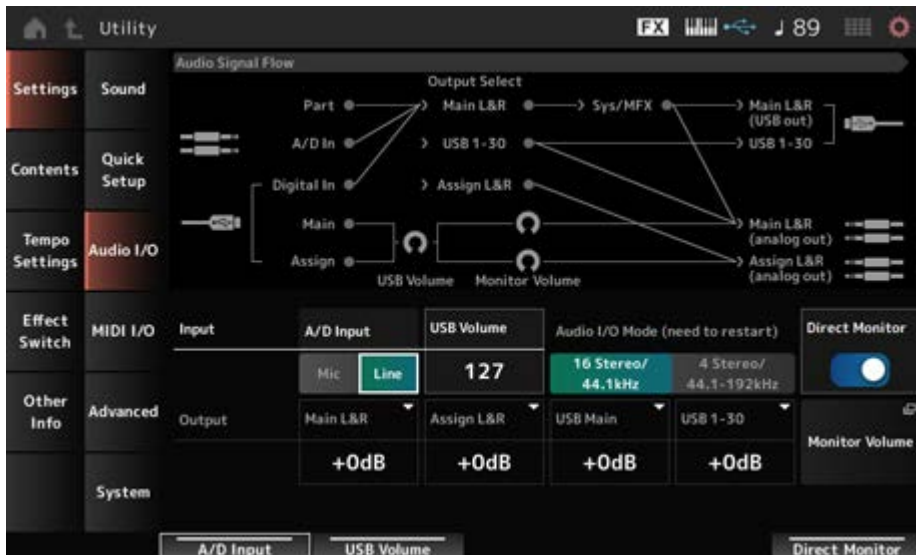 Utility
FX
♩ 89
Settings
Sound
Contents
Quick
Setup
Tempo
Settings
Audio I/O
Effect
Switch
MIDI I/O
Other
Info
Advanced
System
Audio Signal Flow
Output Select
Part
> Main L&R
Sys/MFX
Main L&R
(USB out)
A/D In
> USB 1-30
USB 1-30
Digital In
> Assign L&R
Main
Main L&R
(analog out)
Assign
Assign L&R
(analog out)
USB Volume
Monitor Volume
Input
A/D Input
USB Volume
Audio I/O Mode (need to restart)
Direct Monitor
Mic
Line
127
16 Stereo/
44.1kHz
4 Stereo/
44.1-192kHz
Output
Main L&R
Assign L&R
USB Main
USB 1-30
Monitor Volume
+0dB
+0dB
+0dB
+0dB
A/D Input
USB Volume
Direct Monitor